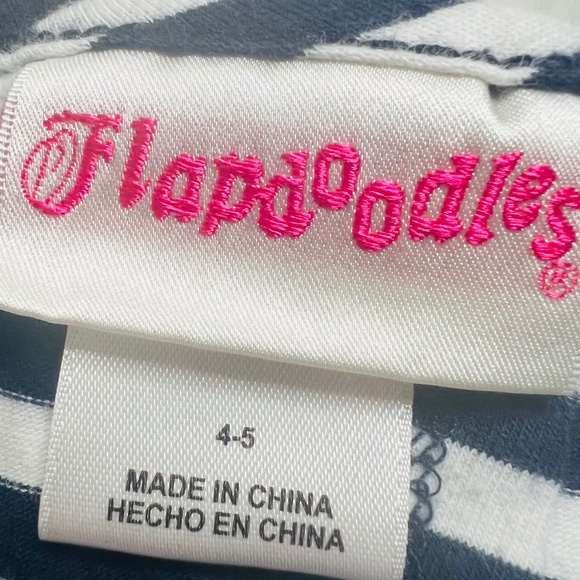 Flapdoodles®
4-5
MADE IN CHINA
HECHO EN CHINA